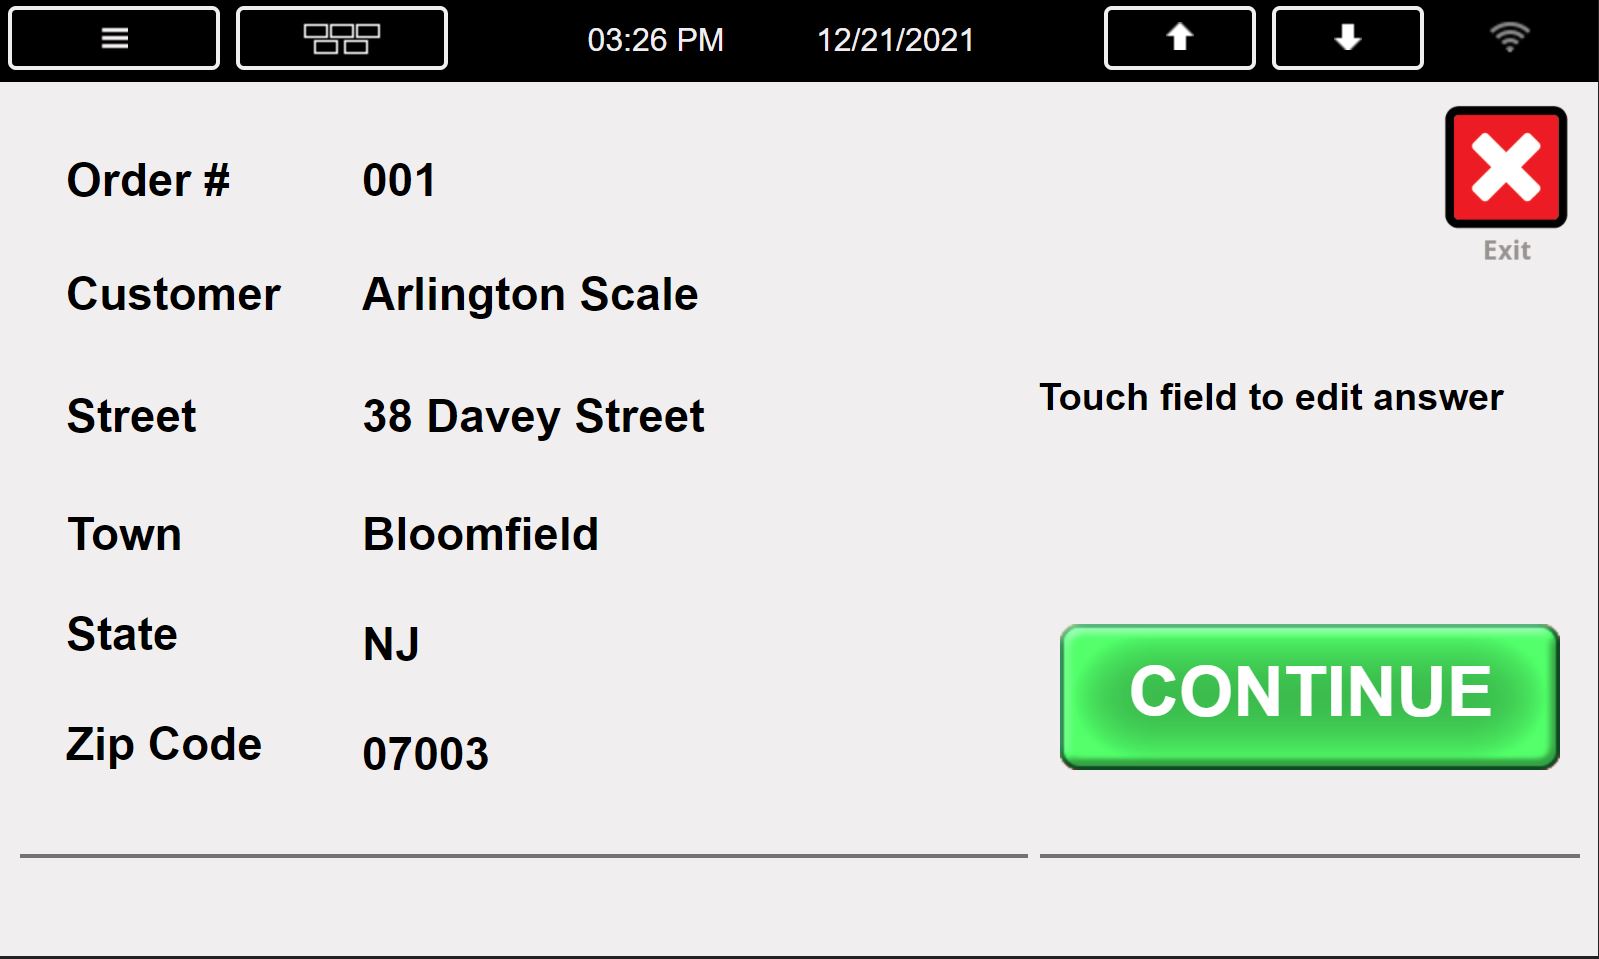 03:26 PM 12/21/2021
Order # 001
Exit
Customer Arlington Scale
Street 38 Davey Street
Touch field to edit answer
Town Bloomfield
State NJ
CONTINUE
Zip Code 07003